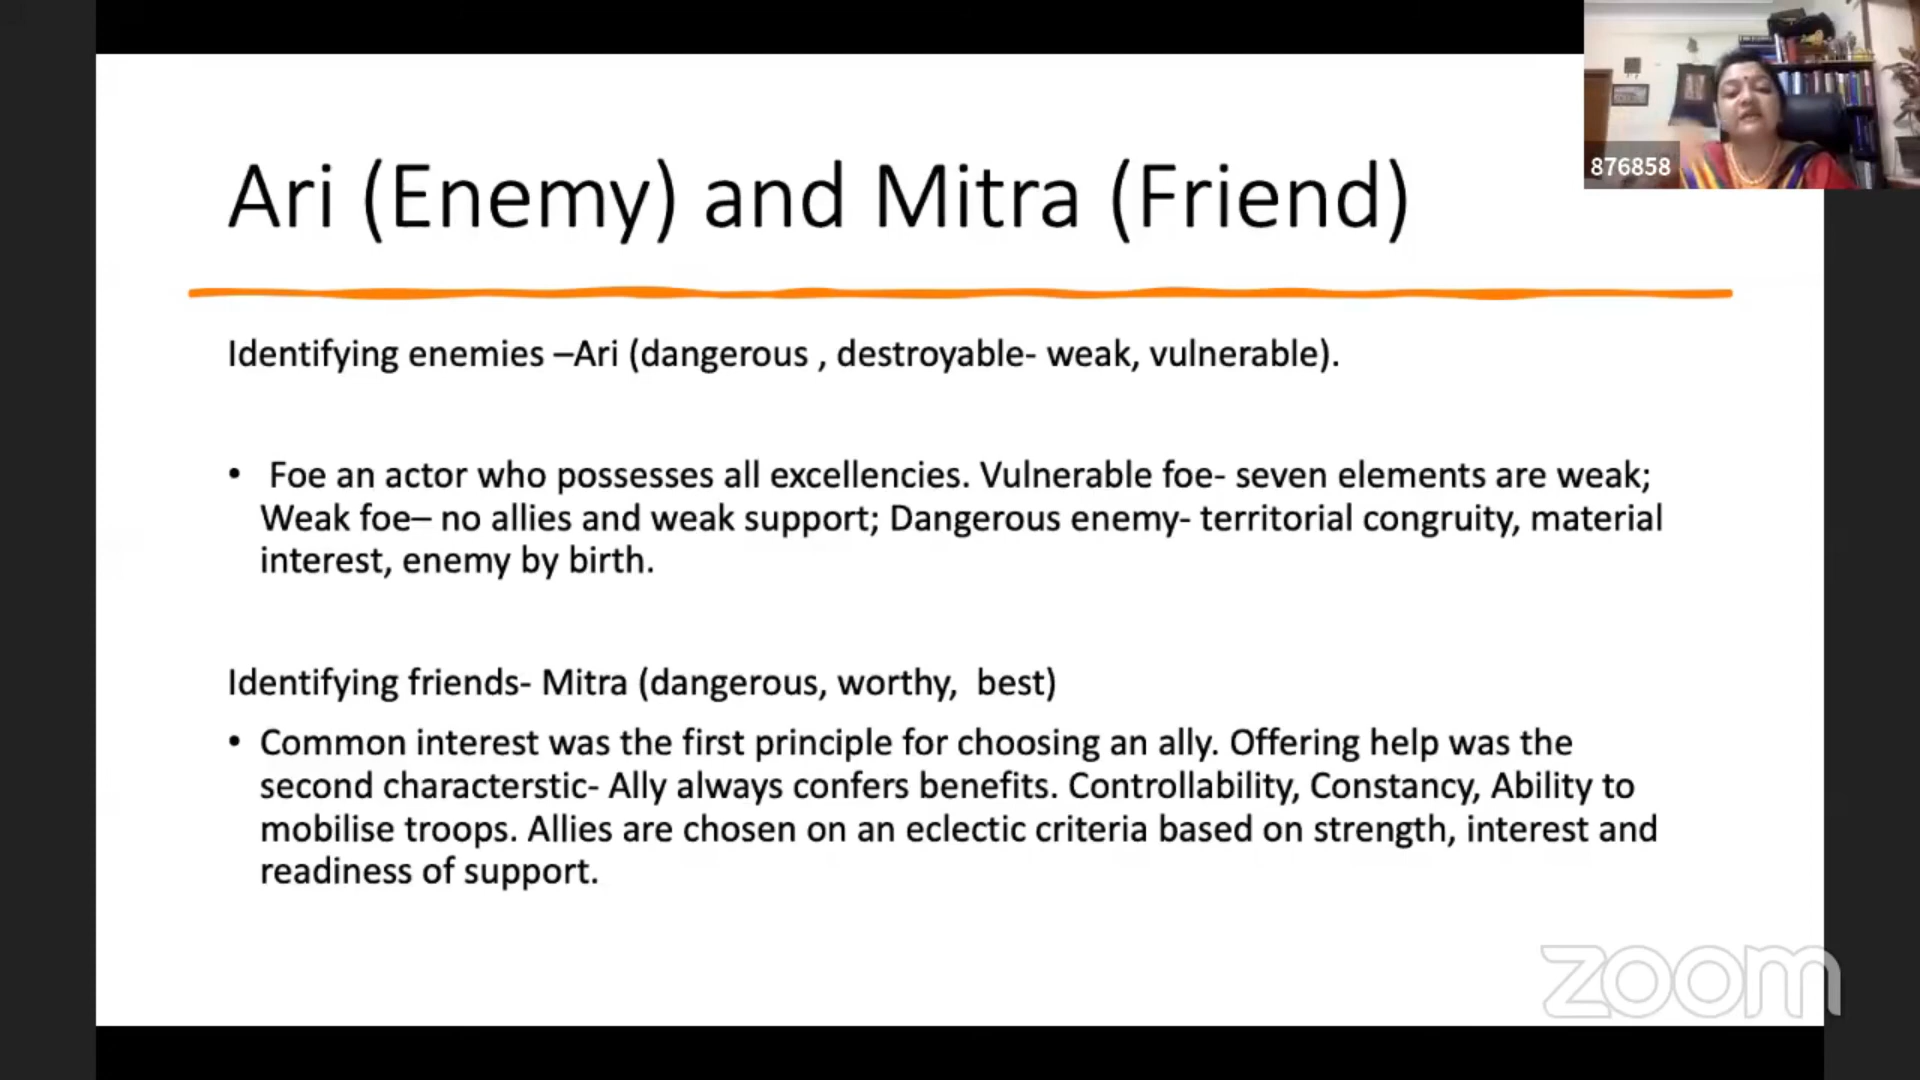 876858
Ari (Enemy) and Mitra (Friend)
Identifying enemies –Ari (dangerous , destroyable- weak, vulnerable).
• Foe an actor who possesses all excellencies. Vulnerable foe- seven elements are weak;
Weak foe– no allies and weak support; Dangerous enemy- territorial congruity, material
interest, enemy by birth.
Identifying friends- Mitra (dangerous, worthy,  best)
• Common interest was the first principle for choosing an ally. Offering help was the
second characterstic- Ally always confers benefits. Controllability, Constancy, Ability to
mobilise troops. Allies are chosen on an eclectic criteria based on strength, interest and
readiness of support.
zoom